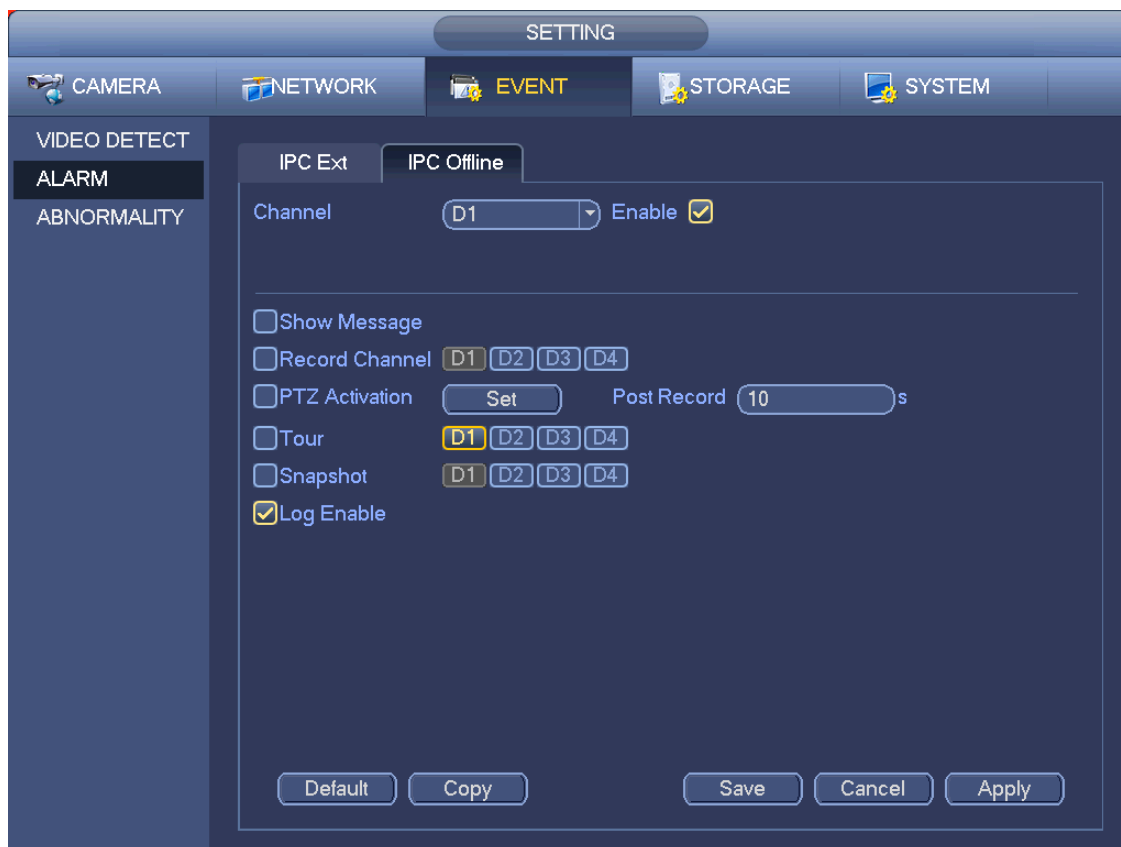 SETTING
CAMERA NETWORK EVENT STORAGE SYSTEM
VIDEO DETECT
ALARM
ABNORMALITY
IPC Ext IPC Offline
Channel D1 Enable
Show Message
Record Channel D1 D2 D3 D4
PTZ Activation Set Post Record 10 s
Tour D1 D2 D3 D4
Snapshot D1 D2 D3 D4
Log Enable
Default Copy Save Cancel Apply